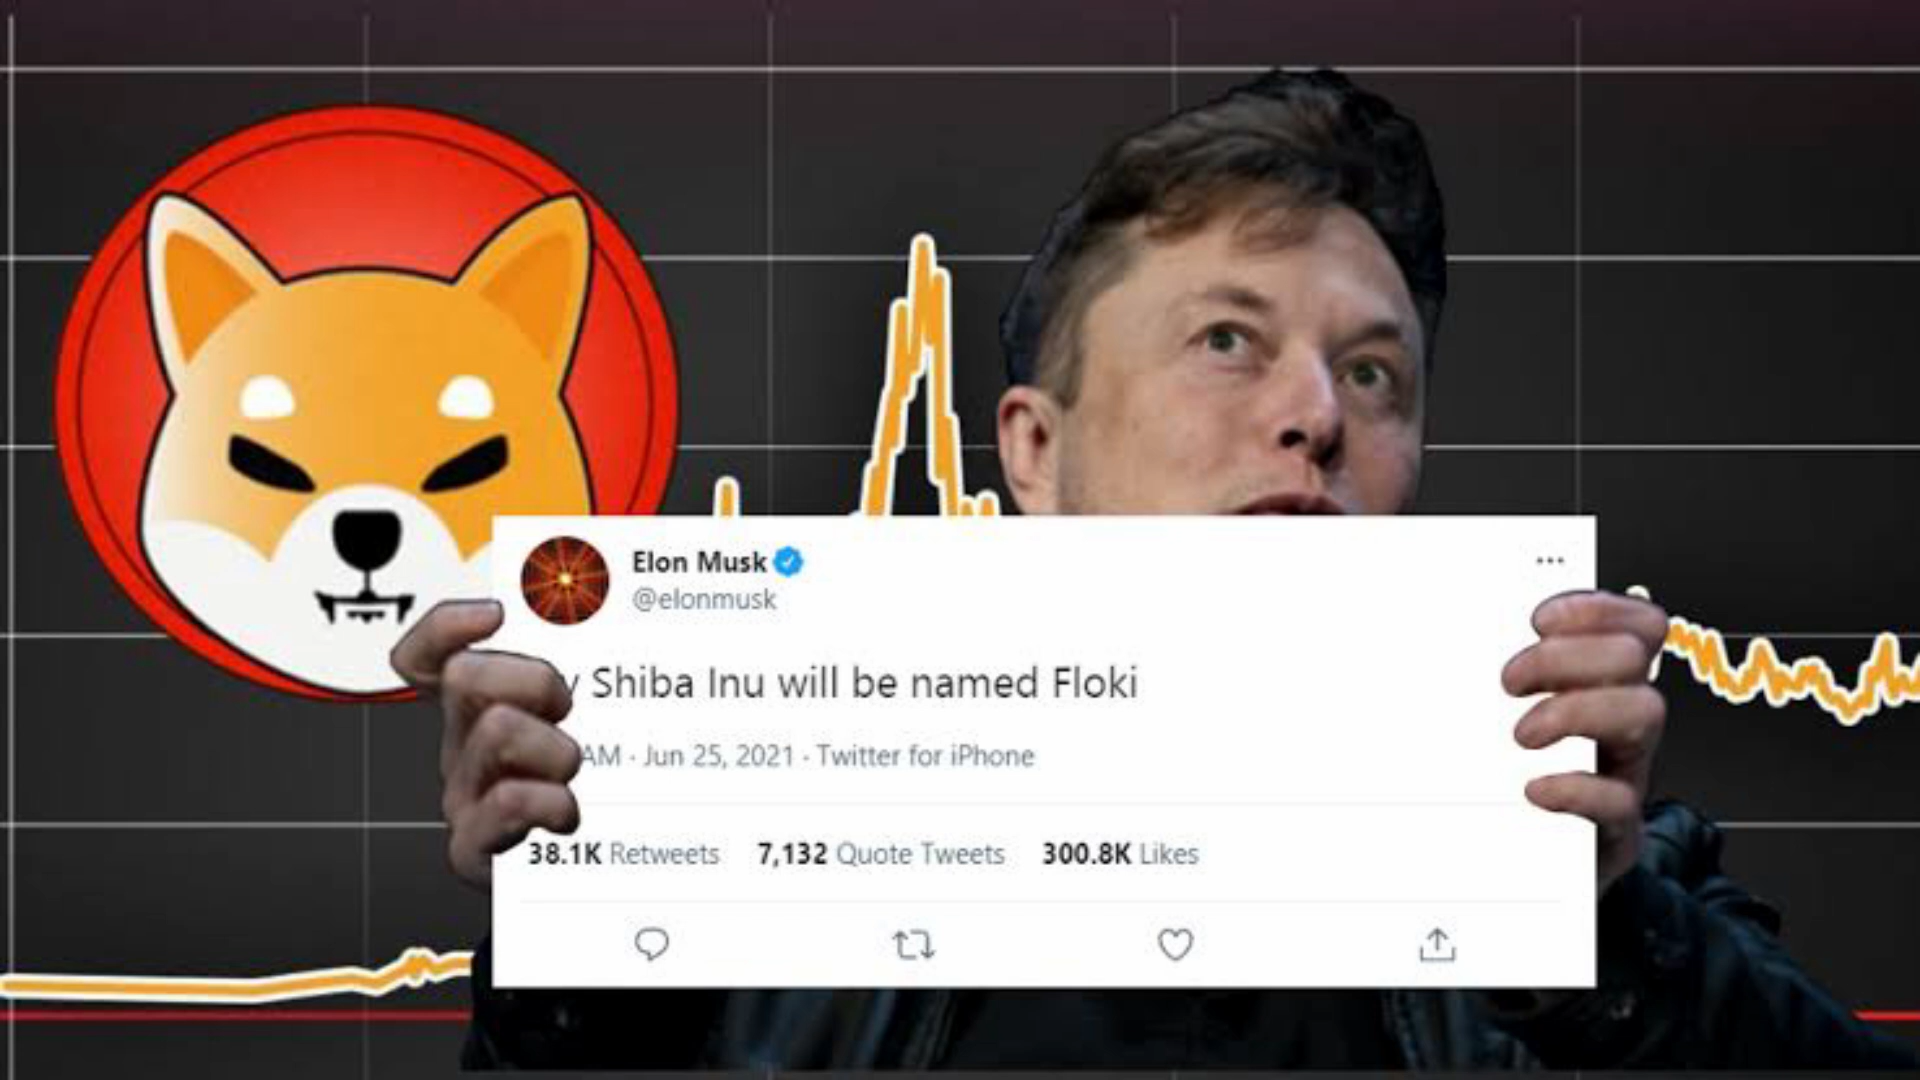 Elon Musk
@elonmusk
y Shiba Inu will be named Floki
AM · Jun 25, 2021 · Twitter for iPhone
38.1K Retweets 7,132 Quote Tweets 300.8K Likes